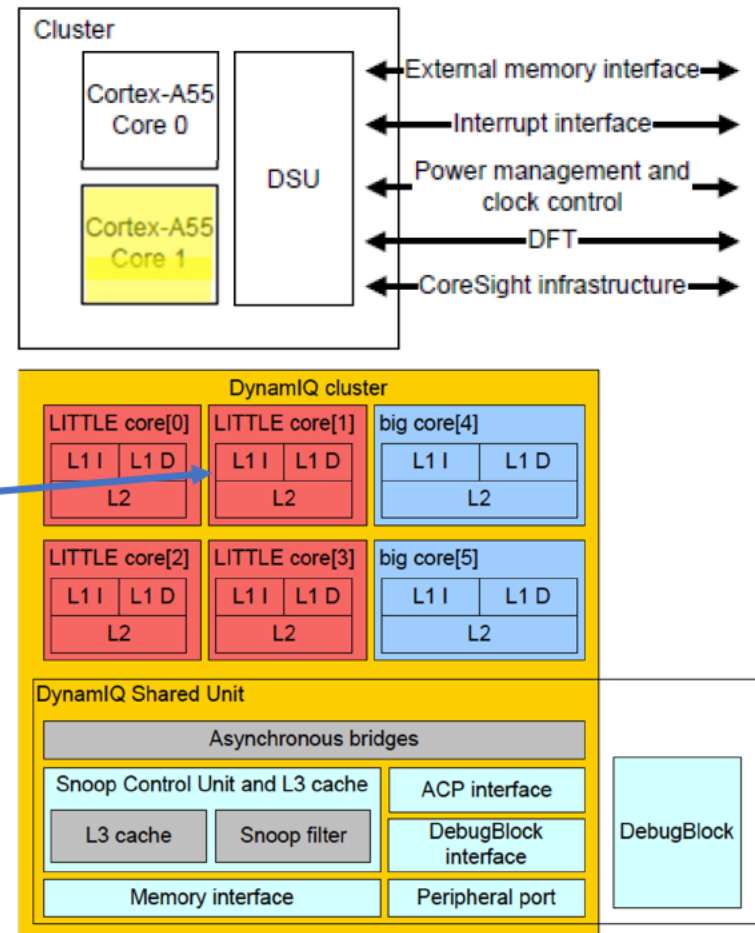 Cluster
Cortex-A55
Core 0
Cortex-A55
Core 1
DSU
External memory interface
Interrupt interface
Power management and
clock control
DFT
CoreSight infrastructure
DynamIQ cluster
LITTLE core[0]
L1 I
L1 D
L2
LITTLE core[1]
L1 I
L1 D
L2
big core[4]
L1 I
L1 D
L2
LITTLE core[2]
L1 I
L1 D
L2
LITTLE core[3]
L1 I
L1 D
L2
big core[5]
L1 I
L1 D
L2
DynamIQ Shared Unit
Asynchronous bridges
Snoop Control Unit and L3 cache
L3 cache
Snoop filter
ACP interface
DebugBlock
interface
Memory interface
Peripheral port
DebugBlock